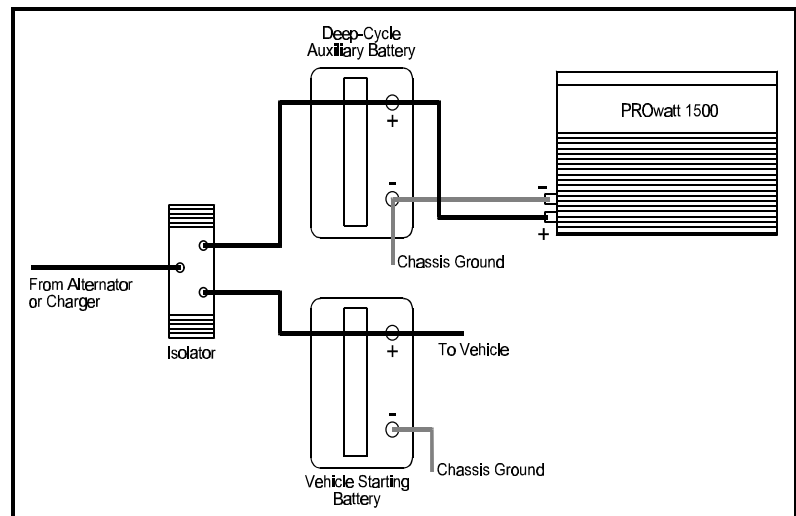 Deep-Cycle
Auxiliary Battery
+
-
Chassis Ground
PROwatt 1500
-
+
From Alternator
or Charger
Isolator
+
To Vehicle
-
Chassis Ground
Vehicle Starting
Battery